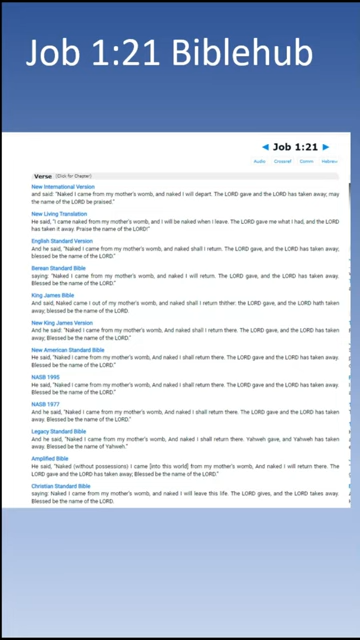 Job 1:21 Biblehub
◄ Job 1:21 ►
Audio Crossref Comm Hebrew
Verse (Click for Chapter)
New International Version
and said: "Naked I came from my mother's womb, and naked I will depart. The LORD gave and the LORD has taken away; may
the name of the LORD be praised."
New Living Translation
He said, "I came naked from my mother's womb, and I will be naked when I leave. The LORD gave me what I had, and the LORD
has taken it away. Praise the name of the LORD!"
English Standard Version
And he said, "Naked I came from my mother's womb, and naked shall I return. The LORD gave, and the LORD has taken away;
blessed be the name of the LORD."
Berean Standard Bible
saying: "Naked I came from my mother's womb, and naked I will return. The LORD gave, and the LORD has taken away.
Blessed be the name of the LORD."
King James Bible
And said, Naked came I out of my mother's womb, and naked shall I return thither: the LORD gave, and the LORD hath taken
away; blessed be the name of the LORD.
New King James Version
And he said: "Naked I came from my mother's womb, And naked shall I return there. The LORD gave, and the LORD has taken
away; Blessed be the name of the LORD."
New American Standard Bible
He said, "Naked I came from my mother's womb, And naked I shall return there. The LORD gave and the LORD has taken away.
Blessed be the name of the LORD."
NASB 1995
He said, "Naked I came from my mother's womb, And naked I shall return there. The LORD gave and the LORD has taken away.
Blessed be the name of the LORD."
NASB 1977
And he said, "Naked I came from my mother's womb, And naked I shall return there. The LORD gave and the LORD has taken
away. Blessed be the name of the LORD."
Legacy Standard Bible
And he said, "Naked I came from my mother's womb, And naked I shall return there. Yahweh gave, and Yahweh has taken
away. Blessed be the name of Yahweh."
Amplified Bible
He said, "Naked (without possessions) I came [into this world] from my mother's womb, And naked I will return there. The
LORD gave and the LORD has taken away; Blessed be the name of the LORD."
Christian Standard Bible
saying: Naked I came from my mother's womb, and naked I will leave this life. The LORD gives, and the LORD takes away.
Blessed be the name of the LORD.